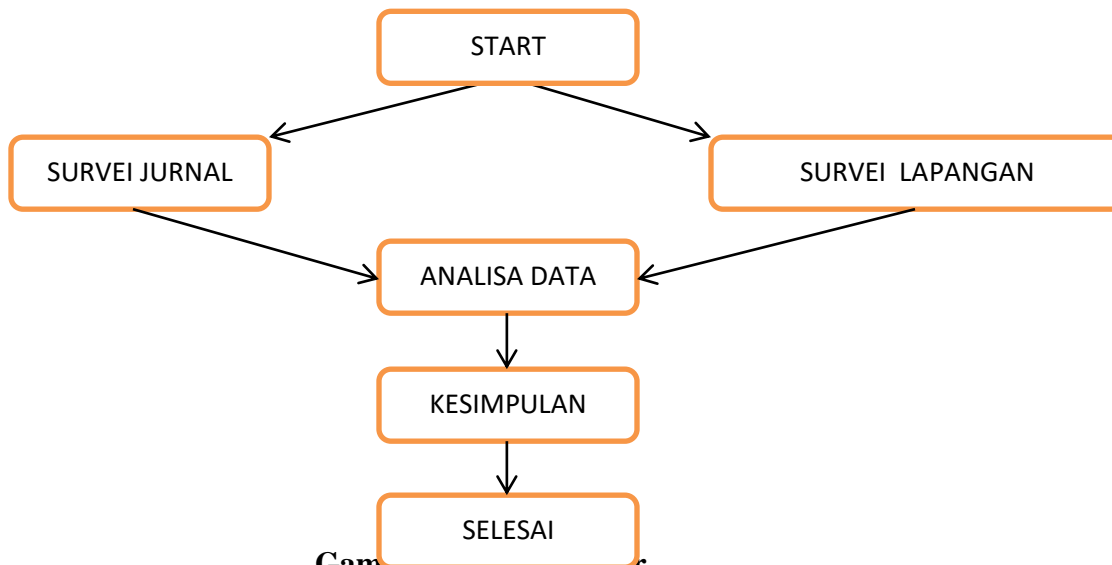 START
SURVEI JURNAL
SURVEI LAPANGAN
ANALISA DATA
KESIMPULAN
SELESAI